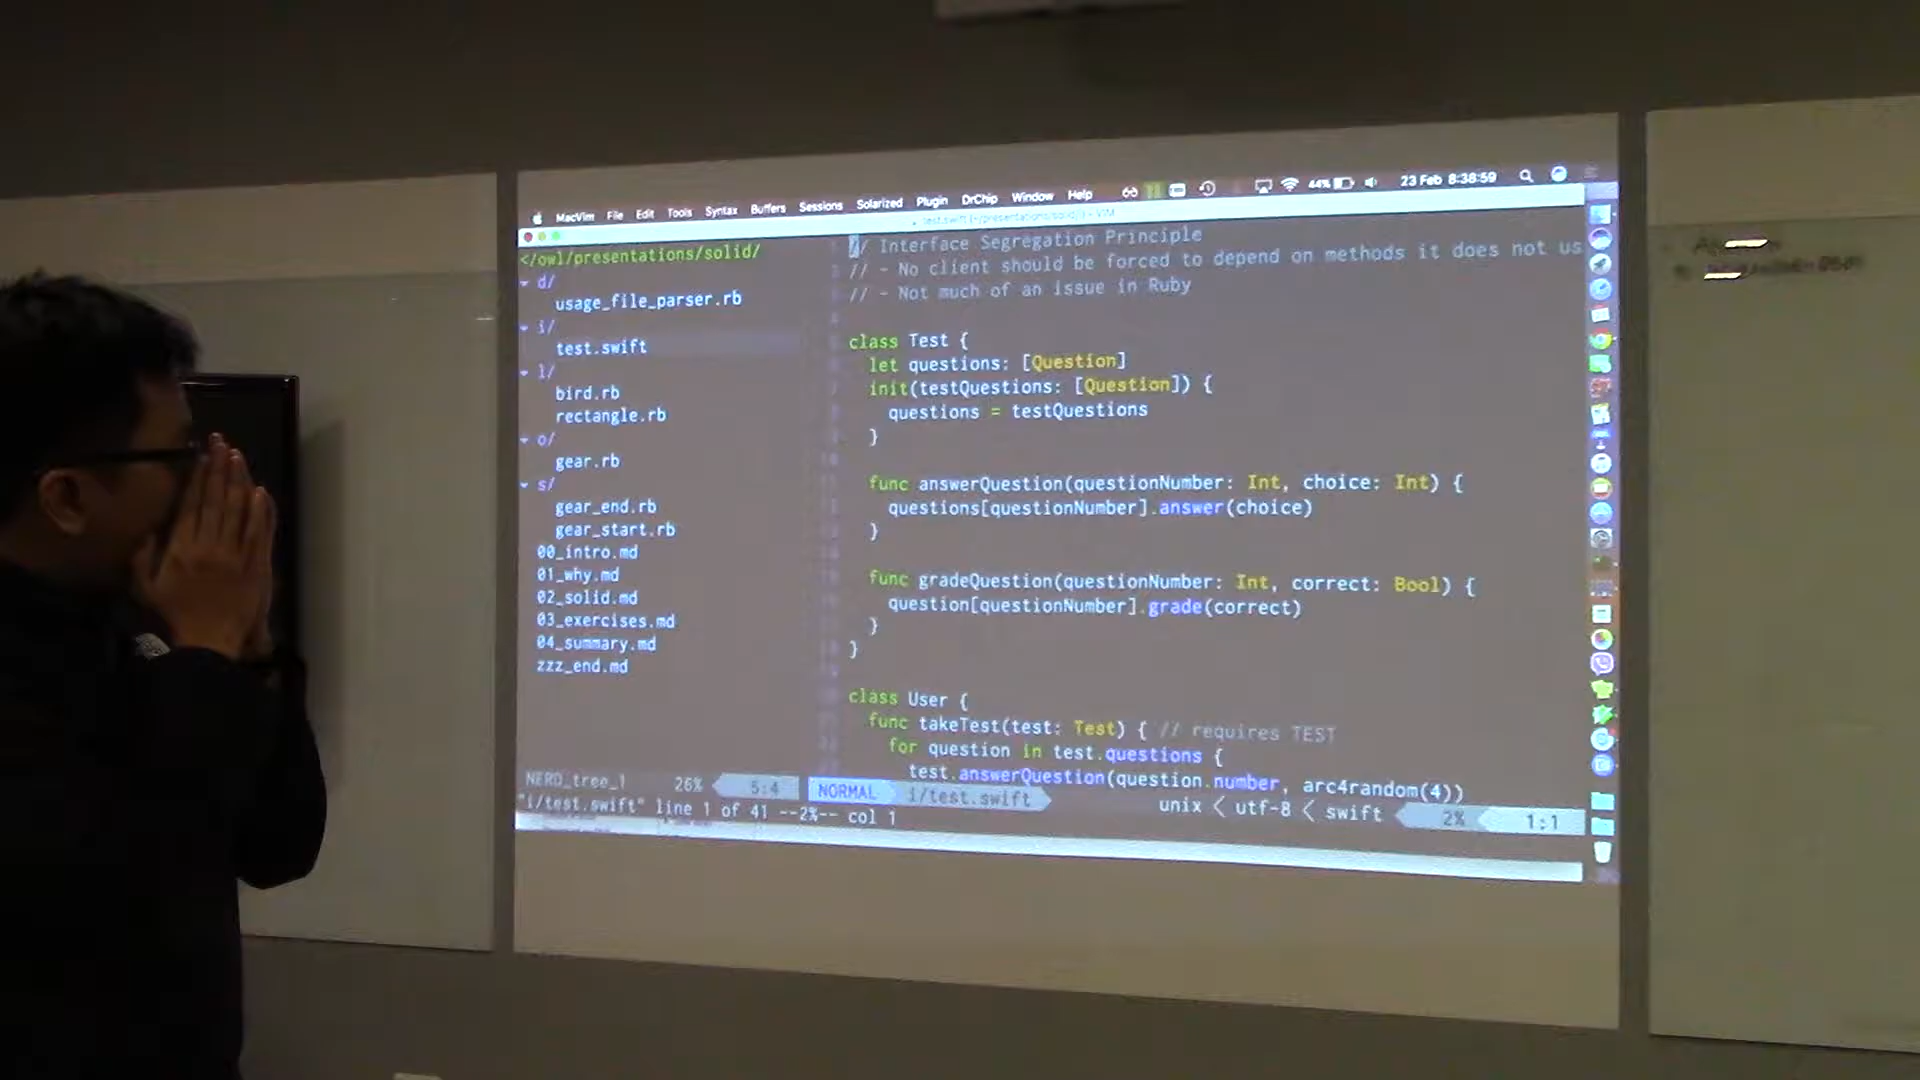 MacVim File Edit Tools Syntax Buffers Sessions Solarized Plugin DrChip Window Help 44% 23 Feb 8:38:59
test.swift (~/presentations/solid/i) - VIM
</owl/presentations/solid/
d/
usage_file_parser.rb
i/
test.swift
l/
bird.rb
rectangle.rb
o/
gear.rb
s/
gear_end.rb
gear_start.rb
00_intro.md
01_why.md
02_solid.md
03_exercises.md
04_summary.md
zzz_end.md
// Interface Segregation Principle
// - No client should be forced to depend on methods it does not us
// - Not much of an issue in Ruby
class Test {
let questions: [Question]
init(testQuestions: [Question]) {
questions = testQuestions
}
func answerQuestion(questionNumber: Int, choice: Int) {
questions[questionNumber].answer(choice)
}
func gradeQuestion(questionNumber: Int, correct: Bool) {
question[questionNumber].grade(correct)
}
}
class User {
func takeTest(test: Test) { // requires TEST
for question in test.questions {
test.answerQuestion(question.number, arc4random(4))
NERD_tree_1 26% 5:4 NORMAL i/test.swift unix < utf-8 < swift 2% 1:1
"i/test.swift" line 1 of 41 --2%-- col 1